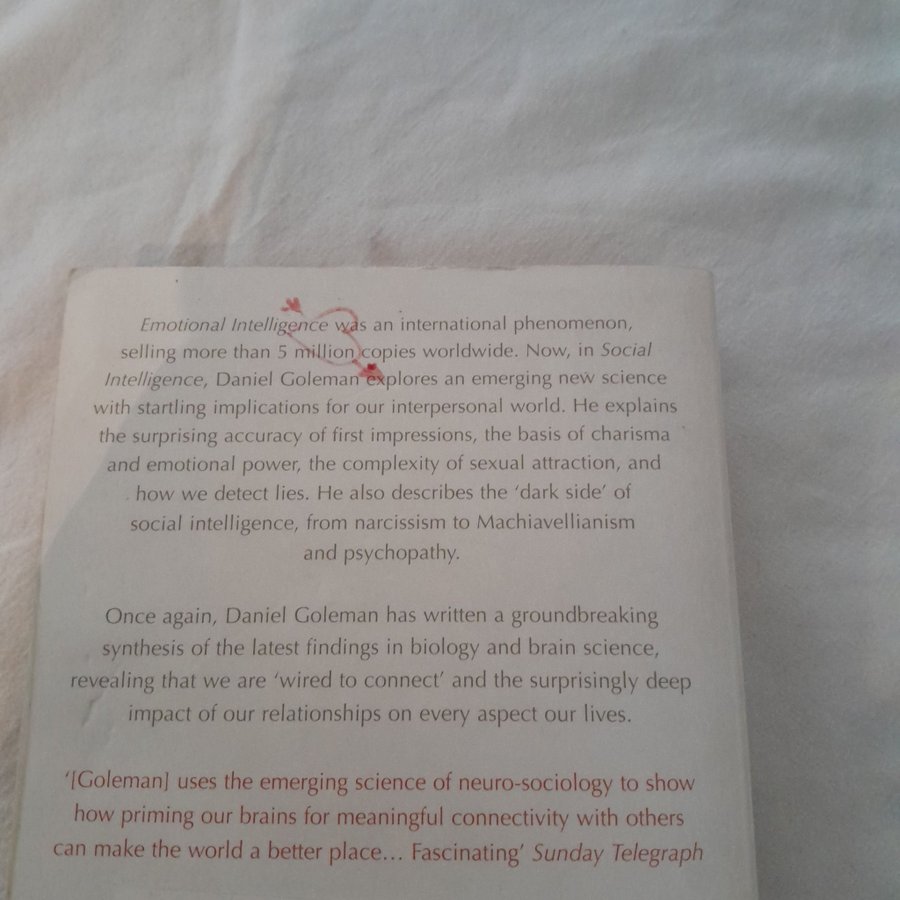 Emotional Intelligence was an international phenomenon,
selling more than 5 million copies worldwide. Now, in Social
Intelligence, Daniel Goleman explores an emerging new science
with startling implications for our interpersonal world. He explains
the surprising accuracy of first impressions, the basis of charisma
and emotional power, the complexity of sexual attraction, and
how we detect lies. He also describes the ‘dark side’ of
social intelligence, from narcissism to Machiavellianism
and psychopathy.
Once again, Daniel Goleman has written a groundbreaking
synthesis of the latest findings in biology and brain science,
revealing that we are ‘wired to connect’ and the surprisingly deep
impact of our relationships on every aspect our lives.
‘[Goleman] uses the emerging science of neuro-sociology to show
how priming our brains for meaningful connectivity with others
can make the world a better place… Fascinating’ Sunday Telegraph